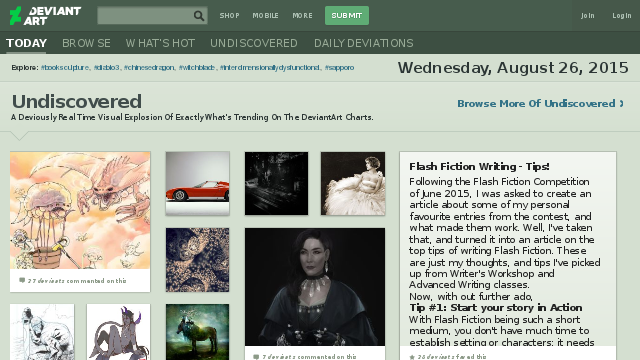 DEVIANT
ART
SHOP MOBILE MORE SUBMIT Join Login
TODAY BROWSE WHAT'S HOT UNDISCOVERED DAILY DEVIATIONS
Explore: #booksculpture, #diablo3, #chinesedragon, #witchblade, #interdimensionallydysfunctional, #sapporo
Wednesday, August 26, 2015
Undiscovered
A Deviously Real Time Visual Explosion Of Exactly What's Trending On The DeviantArt Charts.
Browse More Of Undiscovered ›
Flash Fiction Writing - Tips!
Following the Flash Fiction Competition
of June 2015, I was asked to create an
article about some of my personal
favourite entries from the contest, and
what made them work. Well, I've taken
that, and turned it into an article on the
top tips of writing Flash Fiction. These
are just my thoughts, and tips I've picked
up from Writer's Workshop and
Advanced Writing classes.
Now, with out further ado,
Tip #1: Start your story in Action
With Flash Fiction being such a short
medium, you don't have much time to
establish setting or characters: it needs
deviants commented on this
deviants commented on this
deviants faved this